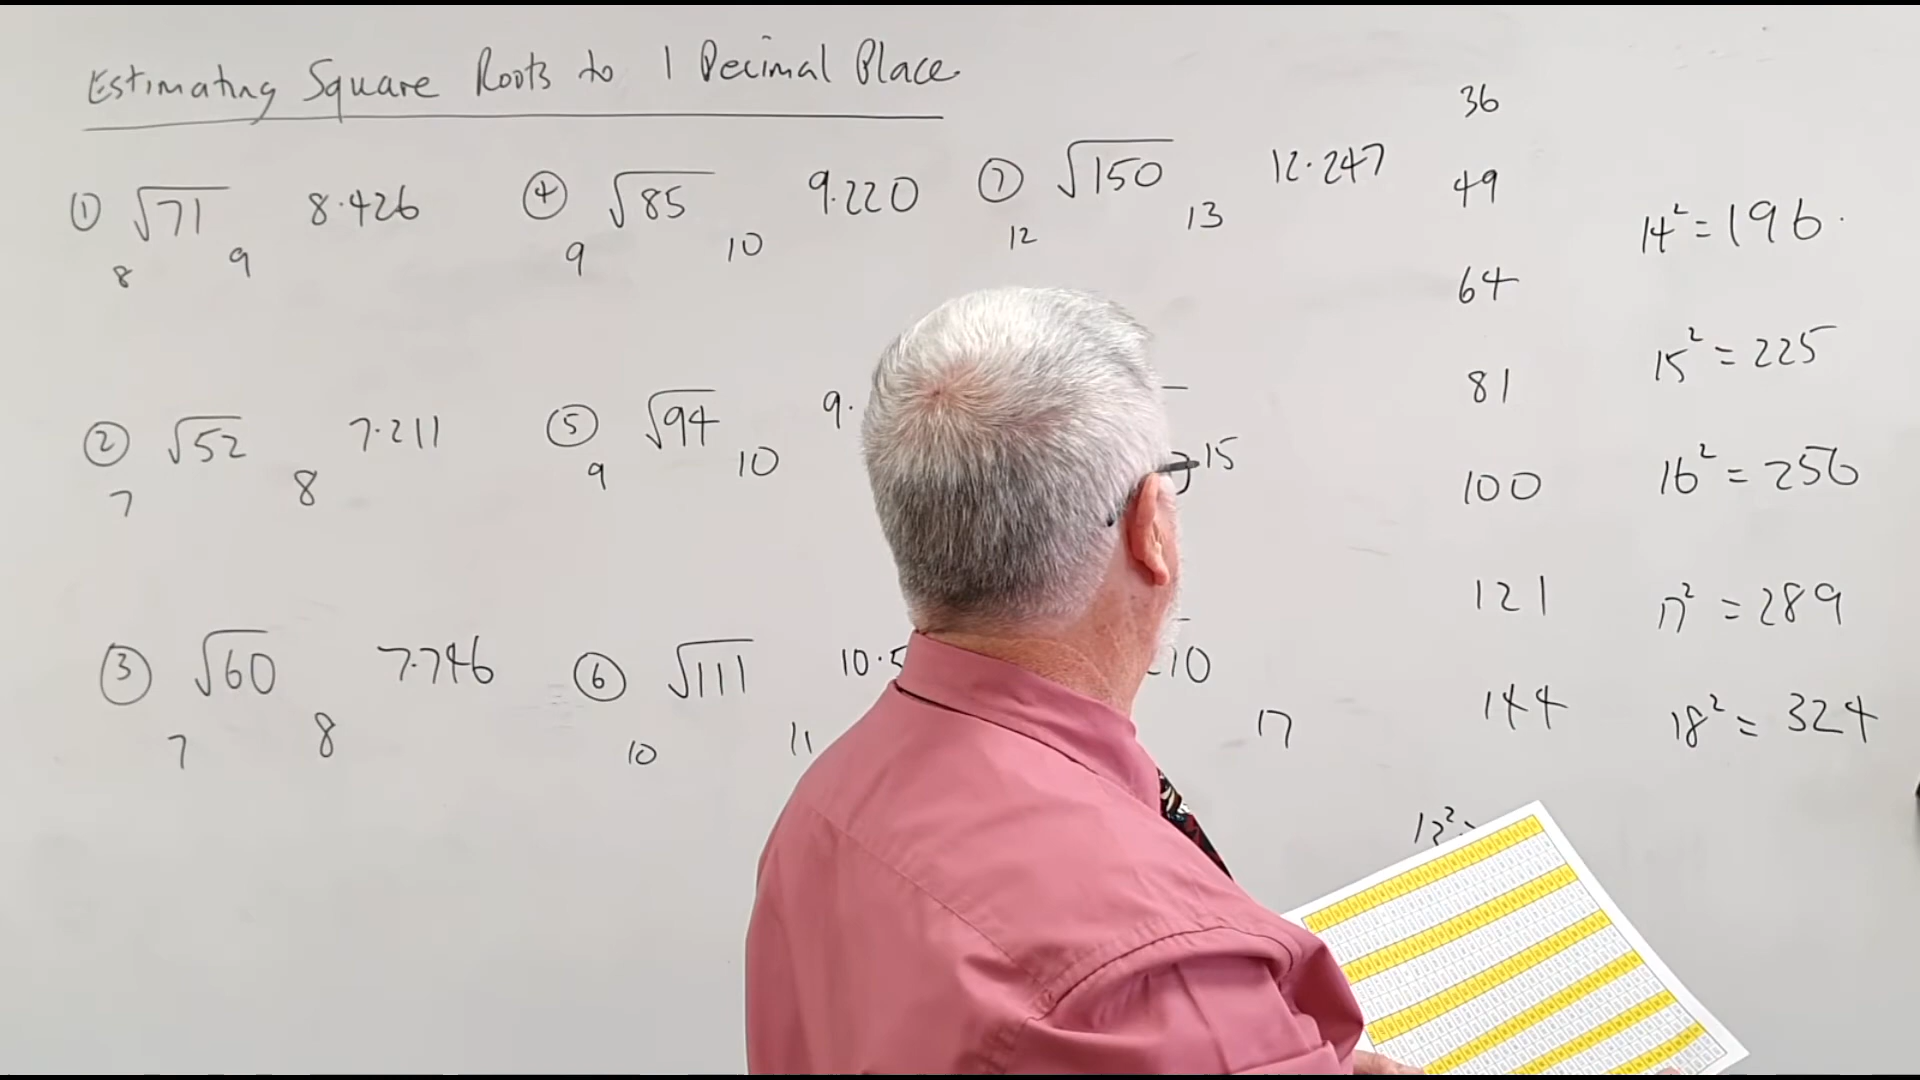 Estimating Square Roots to 1 Decimal Place.
① √71 8.426
8 9
② √52 7.211
7 8
③ √60 7.746
7 8
④ √85 9.220
9 10
⑤ √94 9.
9 10
⑥ √111 10.5
10 11
⑦ √150 12.247
12 13
15
10
17
36
49
64
81
100
121
144
14² = 196.
15² = 225
16² = 256
17² = 289
18² = 324